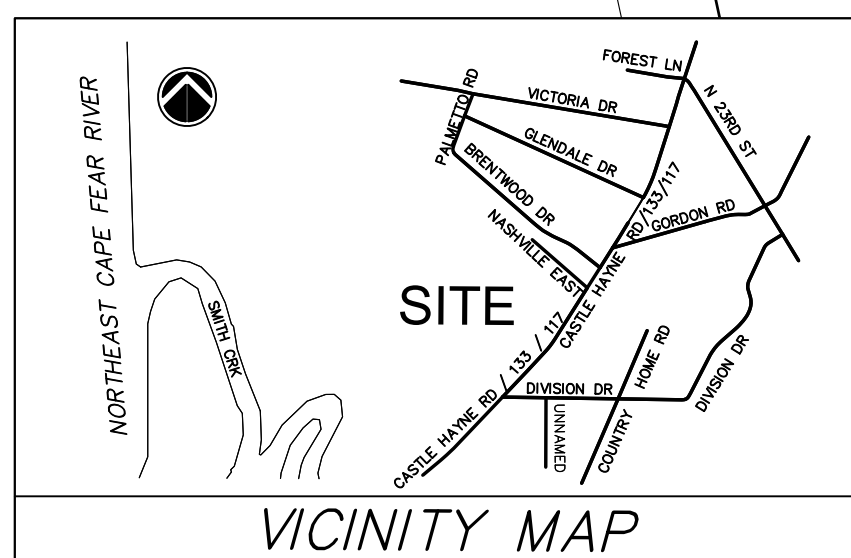 NORTHEAST CAPE FEAR RIVER
SMITH CRK
FOREST LN
PALMETTO RD
VICTORIA DR
N 23RD ST
GLENDALE DR
BRENTWOOD DR
GORDON RD
NASHVILLE EAST
CASTLE HAYNE RD/133/117
SITE
CASTLE HAYNE RD / 133 / 117
DIVISION DR
HOME RD
COUNTRY
UNNAMED
DIVISION DR
VICINITY MAP